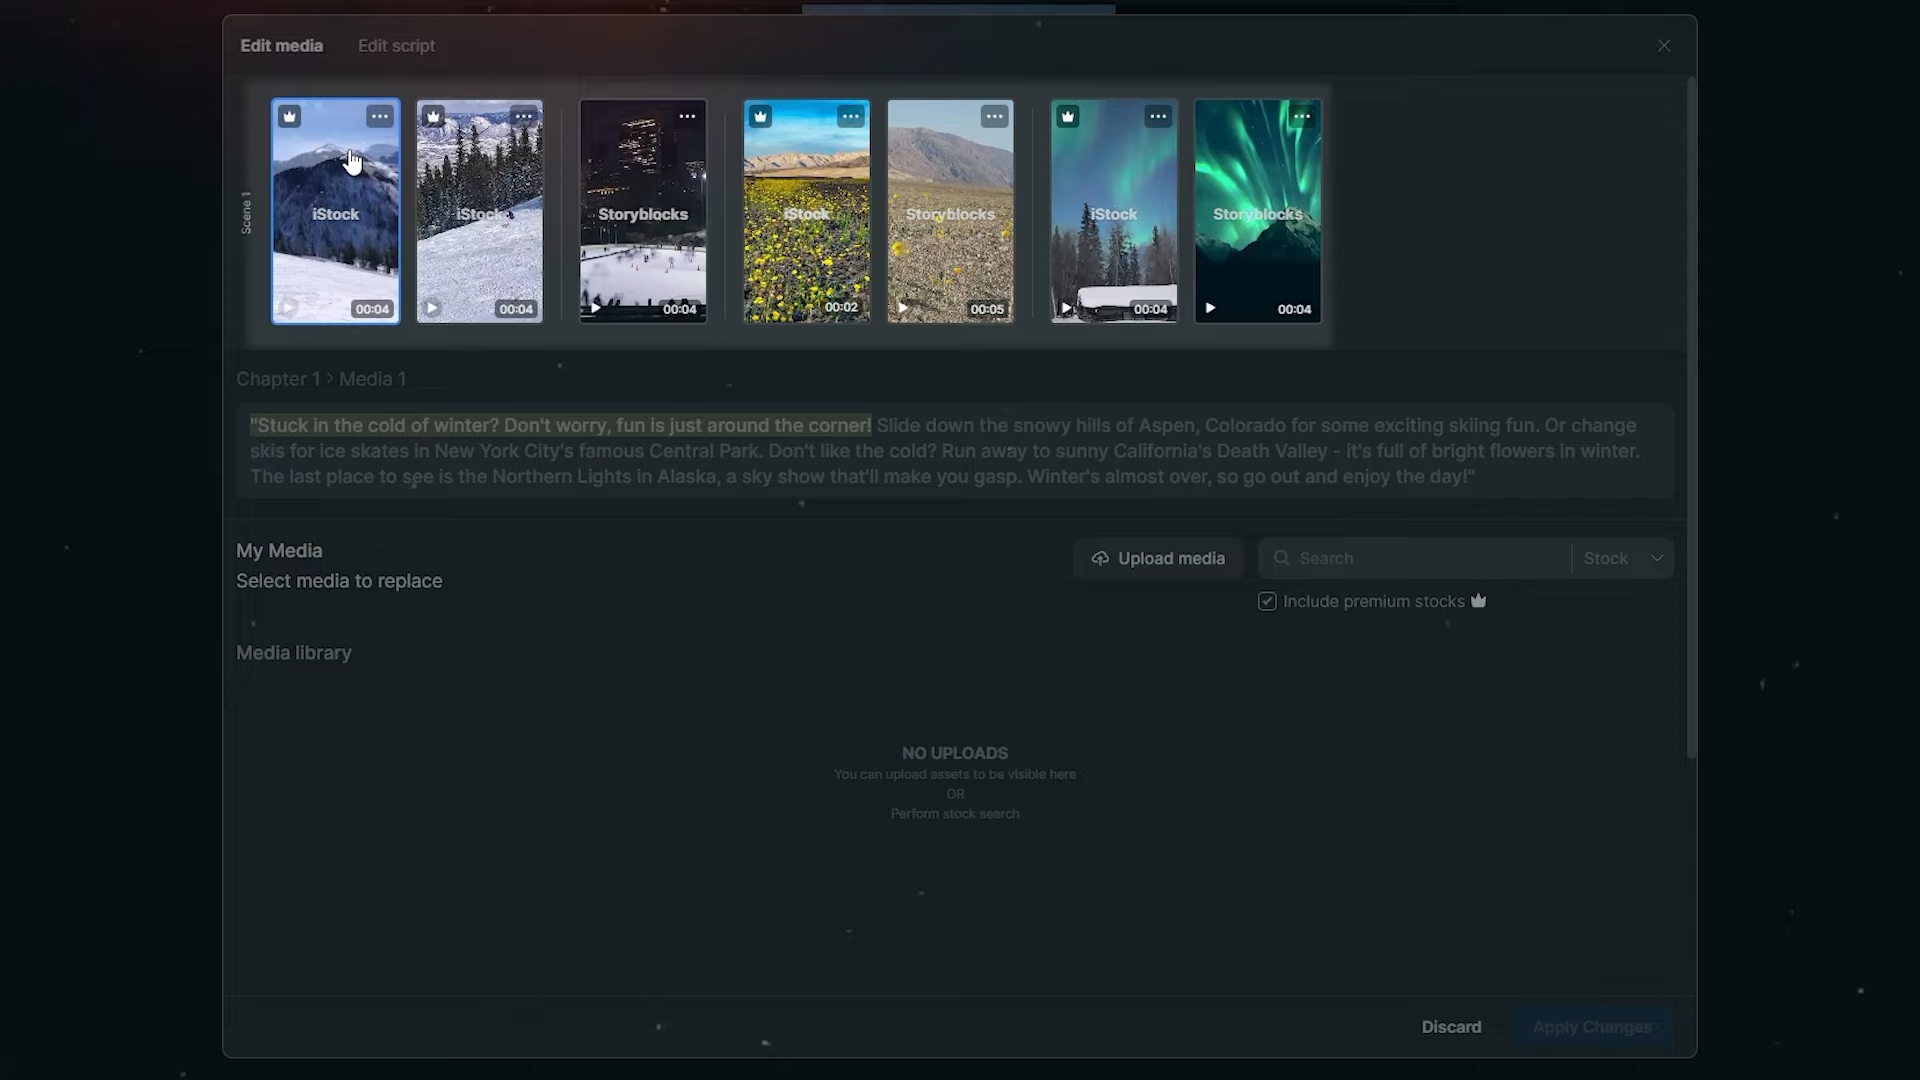 Edit media
Edit script
Scene 1
iStock
00:04
iStock
00:04
Storyblocks
00:04
iStock
00:02
Storyblocks
00:05
iStock
00:04
Storyblocks
00:04
Chapter 1 > Media 1
"Stuck in the cold of winter? Don't worry, fun is just around the corner! Slide down the snowy hills of Aspen, Colorado for some exciting skiing fun. Or change
skis for ice skates in New York City's famous Central Park. Don't like the cold? Run away to sunny California's Death Valley - it's full of bright flowers in winter.
The last place to see is the Northern Lights in Alaska, a sky show that'll make you gasp. Winter's almost over, so go out and enjoy the day!"
My Media
Select media to replace
Upload media
Search
Stock
Include premium stocks
Media library
NO UPLOADS
You can upload assets to be visible here
OR
Perform stock search
Discard
Apply Changes